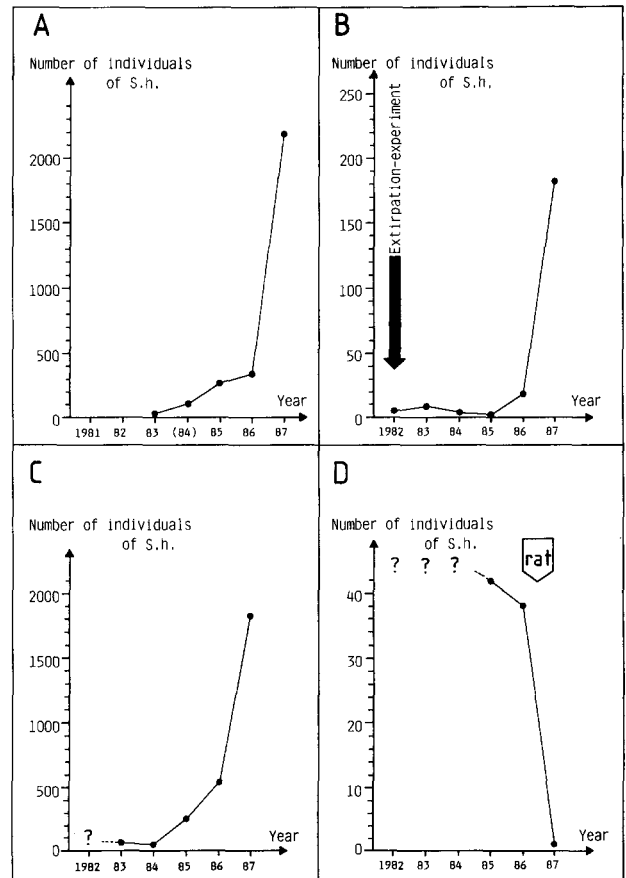 A
Number of individuals
of S.h.
2000
1500
1000
500
0
Year
1981 82 83 (84) 85 86 87
B
Number of individuals
of S.h.
Extirpation-experiment
250
200
150
100
50
0
Year
1982 83 84 85 86 87
C
Number of individuals
of S.h.
2000
1500
1000
500
0
?
Year
1982 83 84 85 86 87
D
Number of individuals
of S.h.
rat
? ? ?
40
30
20
10
0
Year
1982 83 84 85 86 87